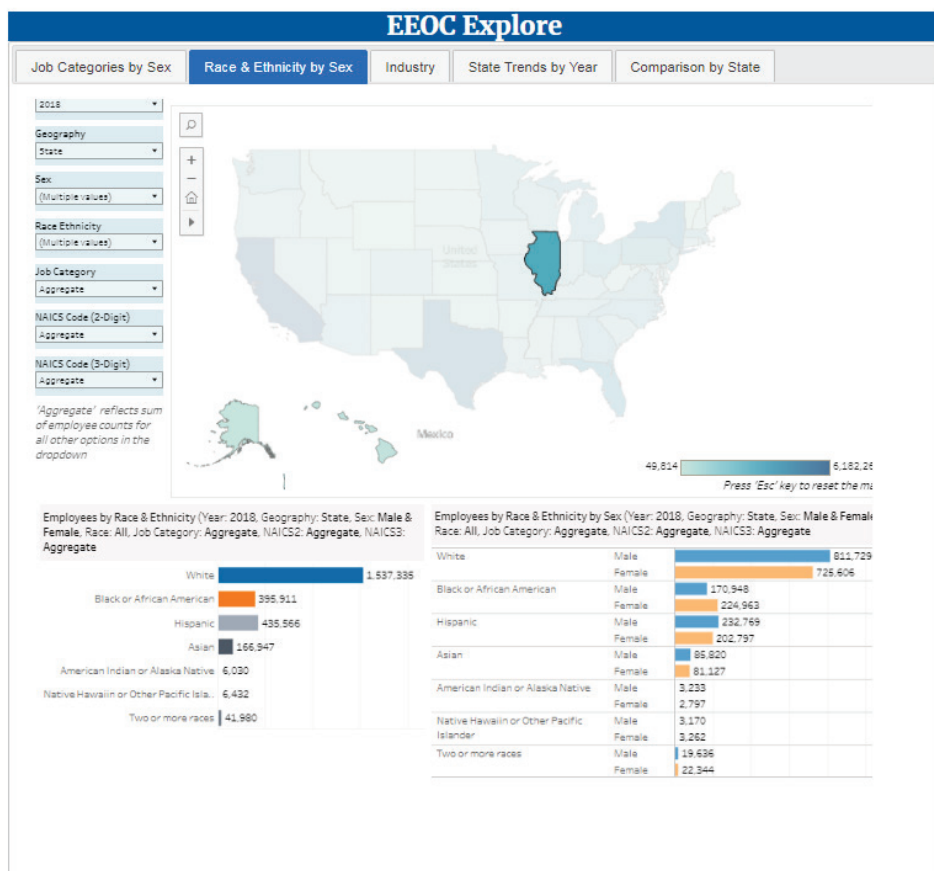 EEOC Explore
Job Categories by Sex
Race & Ethnicity by Sex
Industry
State Trends by Year
Comparison by State
2018
Geography
State
Sex
(Multiple values)
Race Ethnicity
(Multiple values)
Job Category
Aggregate
NAICS Code (2-Digit)
Aggregate
NAICS Code (3-Digit)
Aggregate
'Aggregate' reflects sum
of employee counts for
all other options in the
dropdown
United
States
Mexico
49,814
6,182,26
Press 'Esc' key to reset the ma
Employees by Race & Ethnicity (Year: 2018, Geography: State, Sex: Male &
Female, Race: All, Job Category: Aggregate, NAICS2: Aggregate, NAICS3:
Aggregate
White 1,537,335
Black or African American 395,911
Hispanic 435,566
Asian 166,947
American Indian or Alaska Native 6,030
Native Hawaiin or Other Pacific Isla.. 6,432
Two or more races 41,980
Employees by Race & Ethnicity by Sex (Year: 2018, Geography: State, Sex: Male & Female
Race: All, Job Category: Aggregate, NAICS2: Aggregate, NAICS3: Aggregate
White Male 811,729
Female 725,606
Black or African American Male 170,948
Female 224,963
Hispanic Male 232,769
Female 202,797
Asian Male 85,820
Female 81,127
American Indian or Alaska Native Male 3,233
Female 2,797
Native Hawaiin or Other Pacific Male 3,170
Islander Female 3,262
Two or more races Male 19,636
Female 22,344